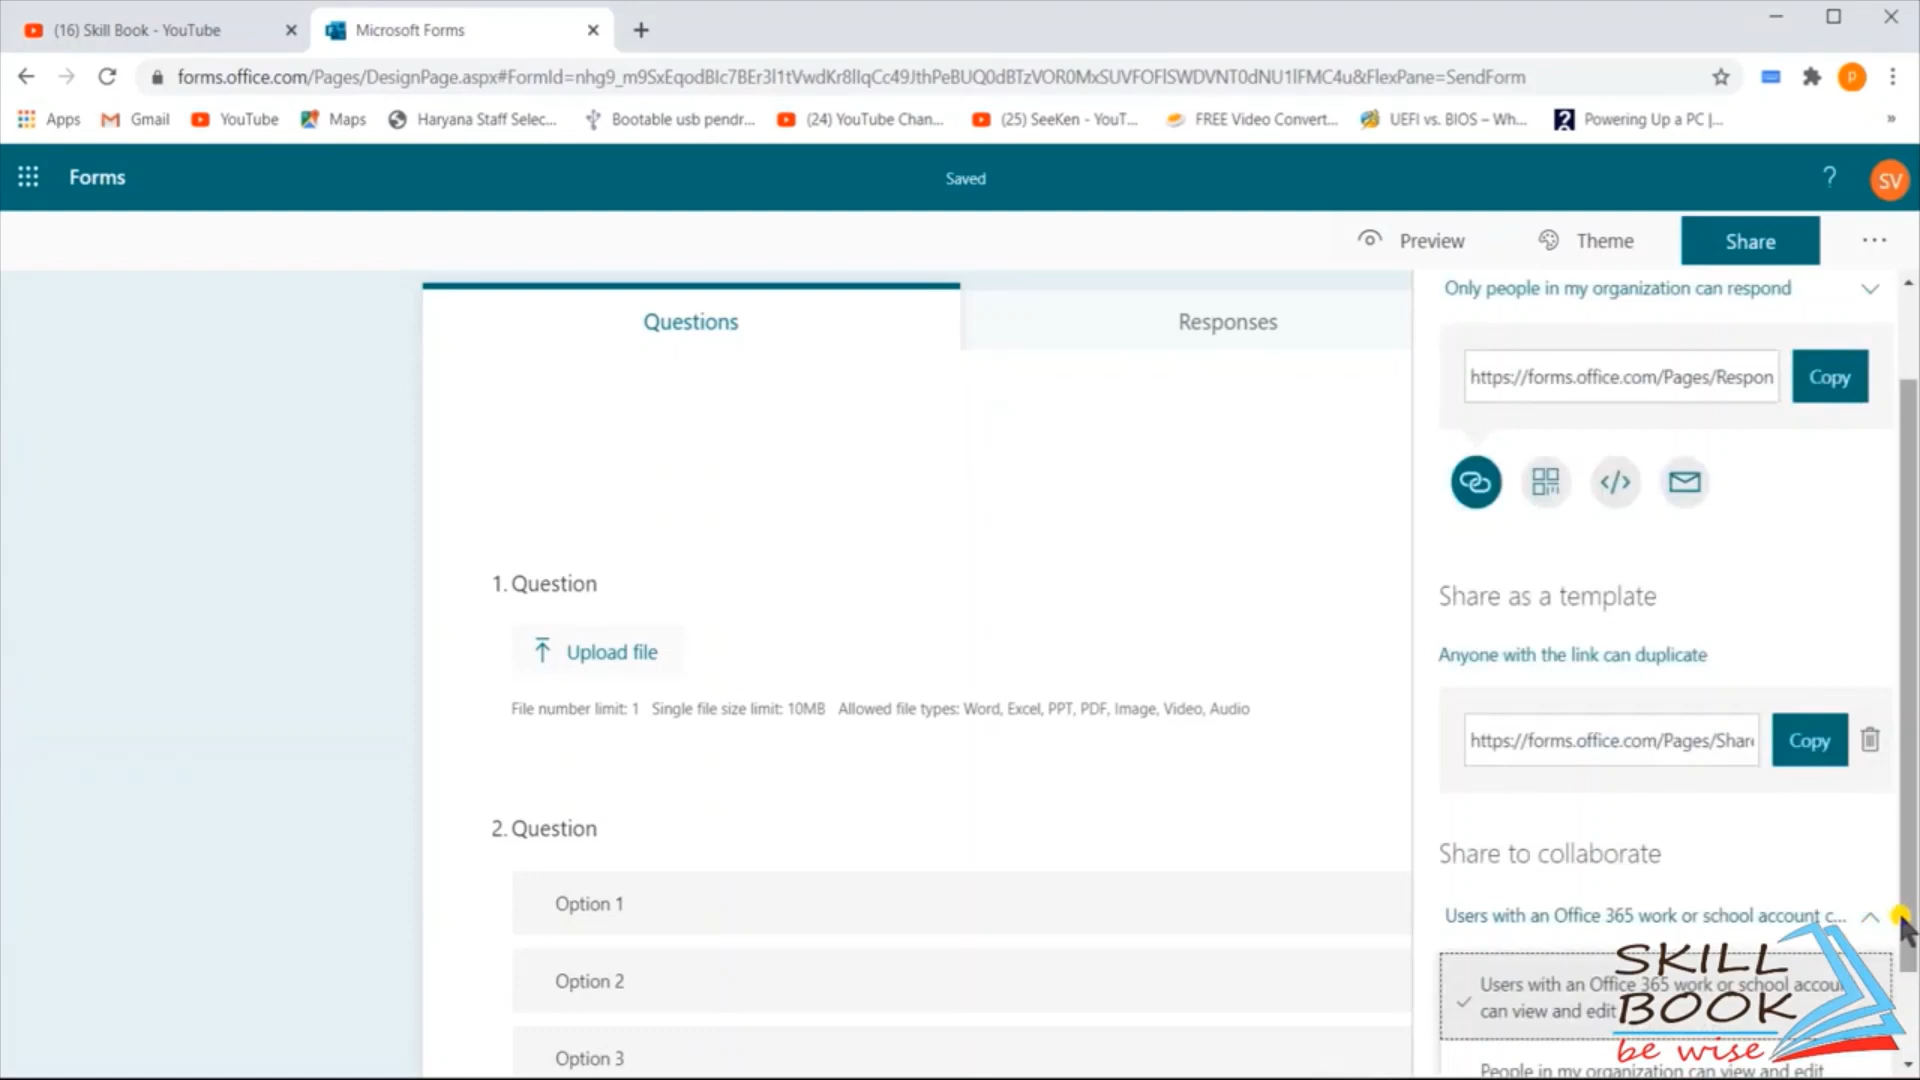 (16) Skill Book - YouTube
Microsoft Forms
forms.office.com/Pages/DesignPage.aspx#FormId=nhg9_m9SxEqodBIc7BEr3l1tVwdKr8lIqCc49JthPeBUQ0dBTzVOR0MxSUVFOFlSWDVNT0dNU1lFMC4u&FlexPane=SendForm
P
Apps Gmail YouTube Maps Haryana Staff Selec... Bootable usb pendr... (24) YouTube Chan... (25) SeeKen - YouT... FREE Video Convert... UEFI vs. BIOS – Wh... Powering Up a PC |... »
Forms Saved ? SV
Preview Theme Share ...
Questions Responses
Only people in my organization can respond
https://forms.office.com/Pages/Respon Copy
1. Question
Upload file
File number limit: 1 Single file size limit: 10MB Allowed file types: Word, Excel, PPT, PDF, Image, Video, Audio
Share as a template
Anyone with the link can duplicate
https://forms.office.com/Pages/Share Copy
2. Question
Option 1
Option 2
Option 3
Share to collaborate
Users with an Office 365 work or school account c...
Users with an Office 365 work or school accou
can view and edit
People in my organization can view and edit
SKILL
BOOK
be wise